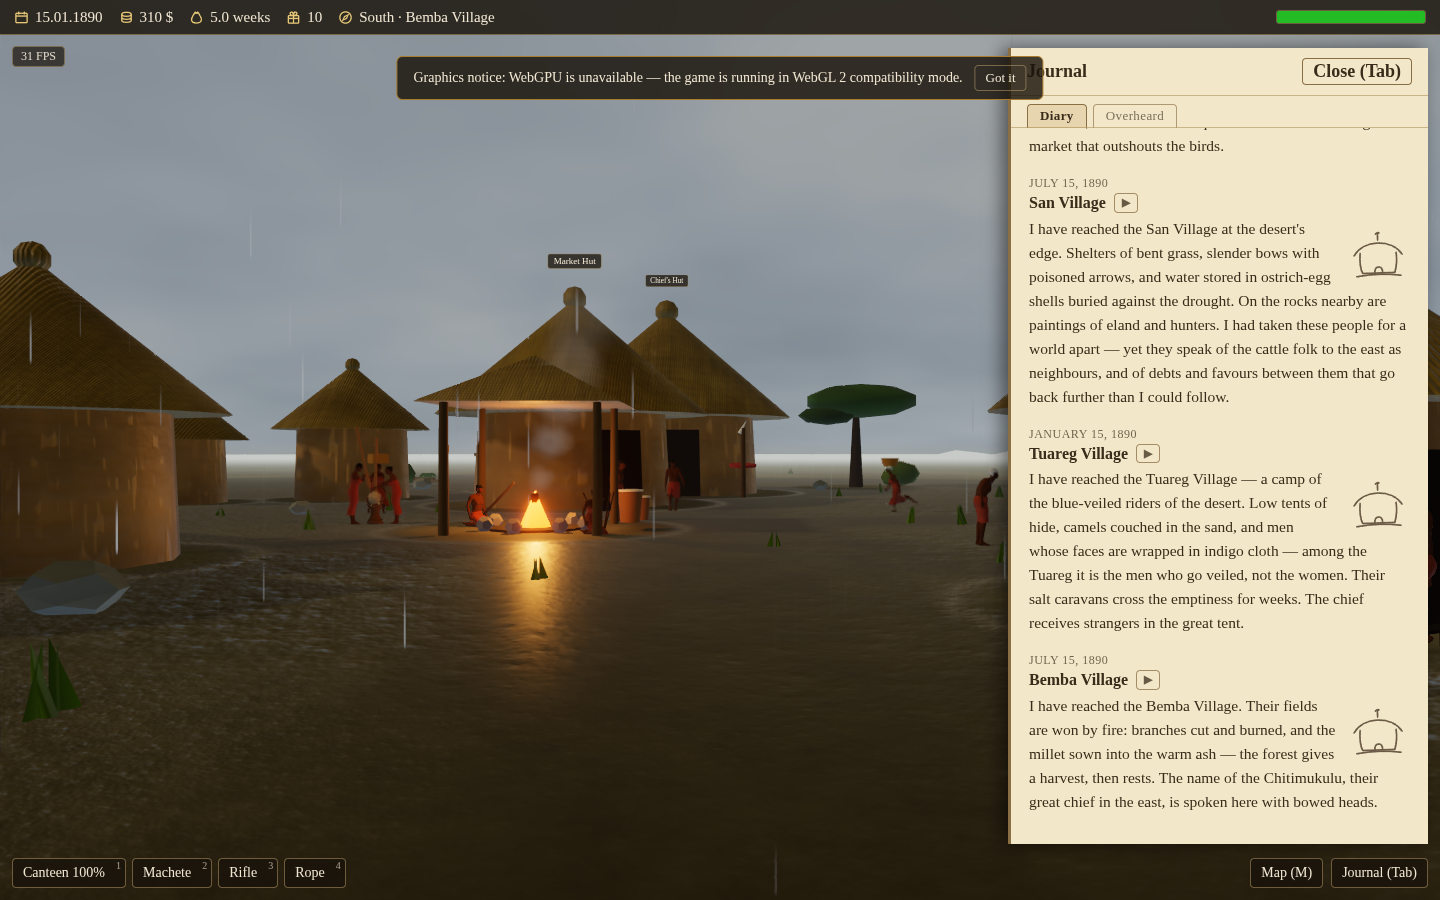 15.01.1890 310 $ 5.0 weeks 10 South · Bemba Village
31 FPS
Graphics notice: WebGPU is unavailable — the game is running in WebGL 2 compatibility mode. Got it
Journal
Close (Tab)
Diary Overheard
market that outshouts the birds.
JULY 15, 1890
San Village
I have reached the San Village at the desert's
edge. Shelters of bent grass, slender bows with
poisoned arrows, and water stored in ostrich-egg
shells buried against the drought. On the rocks nearby are
paintings of eland and hunters. I had taken these people for a
world apart — yet they speak of the cattle folk to the east as
neighbours, and of debts and favours between them that go
back further than I could follow.
JANUARY 15, 1890
Tuareg Village
I have reached the Tuareg Village — a camp of
the blue-veiled riders of the desert. Low tents of
hide, camels couched in the sand, and men
whose faces are wrapped in indigo cloth — among the
Tuareg it is the men who go veiled, not the women. Their
salt caravans cross the emptiness for weeks. The chief
receives strangers in the great tent.
JULY 15, 1890
Bemba Village
I have reached the Bemba Village. Their fields
are won by fire: branches cut and burned, and the
millet sown into the warm ash — the forest gives
a harvest, then rests. The name of the Chitimukulu, their
great chief in the east, is spoken here with bowed heads.
Market Hut
Chief's Hut
Canteen 100% 1 Machete 2 Rifle 3 Rope 4
Map (M) Journal (Tab)